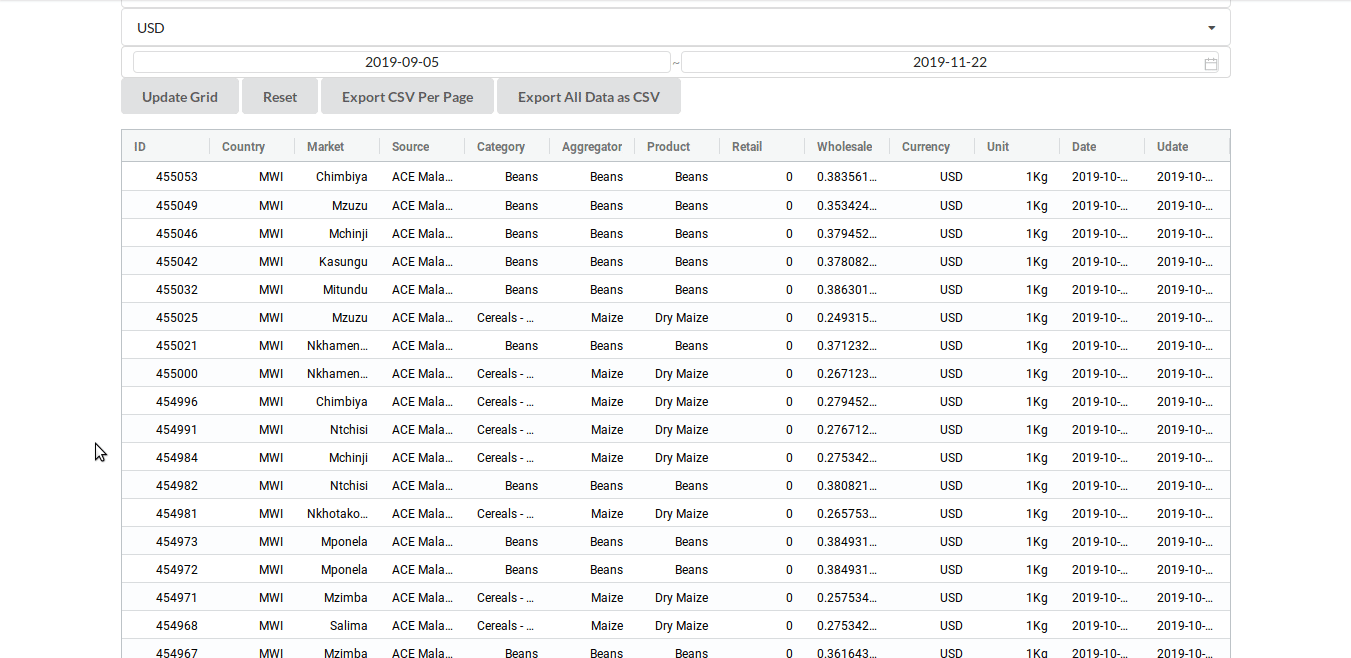 USD
2019-09-05 ~ 2019-11-22
Update Grid Reset Export CSV Per Page Export All Data as CSV
ID Country Market Source Category Aggregator Product Retail Wholesale Currency Unit Date Udate
455053 MWI Chimbiya ACE Mala... Beans Beans Beans 0 0.383561... USD 1Kg 2019-10-... 2019-10-...
455049 MWI Mzuzu ACE Mala... Beans Beans Beans 0 0.353424... USD 1Kg 2019-10-... 2019-10-...
455046 MWI Mchinji ACE Mala... Beans Beans Beans 0 0.379452... USD 1Kg 2019-10-... 2019-10-...
455042 MWI Kasungu ACE Mala... Beans Beans Beans 0 0.378082... USD 1Kg 2019-10-... 2019-10-...
455032 MWI Mitundu ACE Mala... Beans Beans Beans 0 0.386301... USD 1Kg 2019-10-... 2019-10-...
455025 MWI Mzuzu ACE Mala... Cereals - ... Maize Dry Maize 0 0.249315... USD 1Kg 2019-10-... 2019-10-...
455021 MWI Nkhamen... ACE Mala... Beans Beans Beans 0 0.371232... USD 1Kg 2019-10-... 2019-10-...
455000 MWI Nkhamen... ACE Mala... Cereals - ... Maize Dry Maize 0 0.267123... USD 1Kg 2019-10-... 2019-10-...
454996 MWI Chimbiya ACE Mala... Cereals - ... Maize Dry Maize 0 0.279452... USD 1Kg 2019-10-... 2019-10-...
454991 MWI Ntchisi ACE Mala... Cereals - ... Maize Dry Maize 0 0.276712... USD 1Kg 2019-10-... 2019-10-...
454984 MWI Mchinji ACE Mala... Cereals - ... Maize Dry Maize 0 0.275342... USD 1Kg 2019-10-... 2019-10-...
454982 MWI Ntchisi ACE Mala... Beans Beans Beans 0 0.380821... USD 1Kg 2019-10-... 2019-10-...
454981 MWI Nkhotako... ACE Mala... Cereals - ... Maize Dry Maize 0 0.265753... USD 1Kg 2019-10-... 2019-10-...
454973 MWI Mponela ACE Mala... Beans Beans Beans 0 0.384931... USD 1Kg 2019-10-... 2019-10-...
454972 MWI Mponela ACE Mala... Beans Beans Beans 0 0.384931... USD 1Kg 2019-10-... 2019-10-...
454971 MWI Mzimba ACE Mala... Cereals - ... Maize Dry Maize 0 0.257534... USD 1Kg 2019-10-... 2019-10-...
454968 MWI Salima ACE Mala... Cereals - ... Maize Dry Maize 0 0.275342... USD 1Kg 2019-10-... 2019-10-...
454967 MWI Mzimba ACE Mala... Beans Beans Beans 0 0.361643... USD 1Kg 2019-10-... 2019-10-...